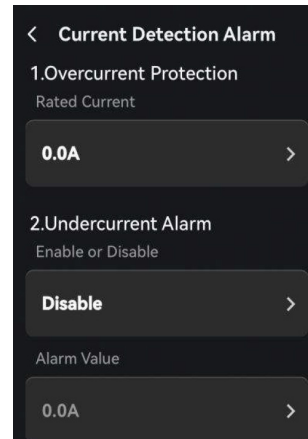 Current Detection Alarm
1.Overcurrent Protection
Rated Current
0.0A
2.Undercurrent Alarm
Enable or Disable
Disable
Alarm Value
0.0A